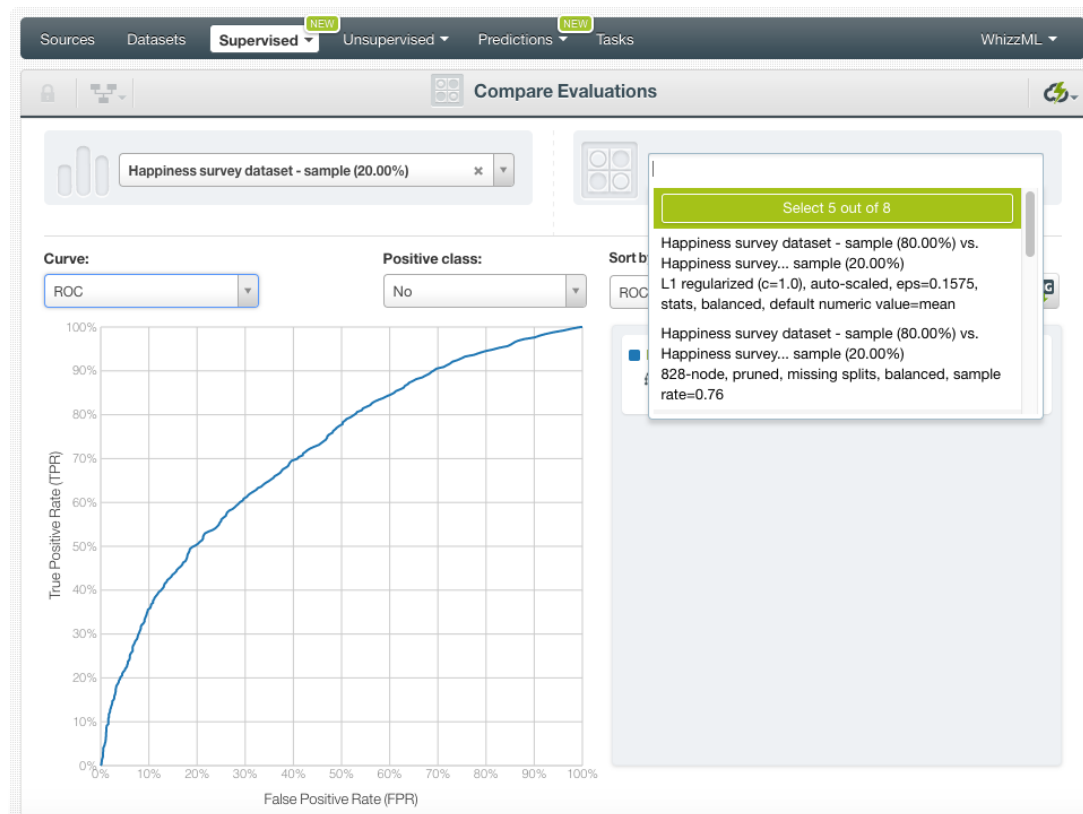 NEW
NEW
Sources Datasets Supervised Unsupervised Predictions Tasks WhizzML
Compare Evaluations
Happiness survey dataset - sample (20.00%)
Select 5 out of 8
Happiness survey dataset - sample (80.00%) vs.
Happiness survey... sample (20.00%)
L1 regularized (c=1.0), auto-scaled, eps=0.1575,
stats, balanced, default numeric value=mean
Happiness survey dataset - sample (80.00%) vs.
Happiness survey... sample (20.00%)
828-node, pruned, missing splits, balanced, sample
rate=0.76
Curve:
Positive class:
Sort
ROC
No
ROC
100%
90%
80%
70%
60%
50%
40%
30%
20%
10%
0%
True Positive Rate (TPR)
0% 10% 20% 30% 40% 50% 60% 70% 80% 90% 100%
False Positive Rate (FPR)